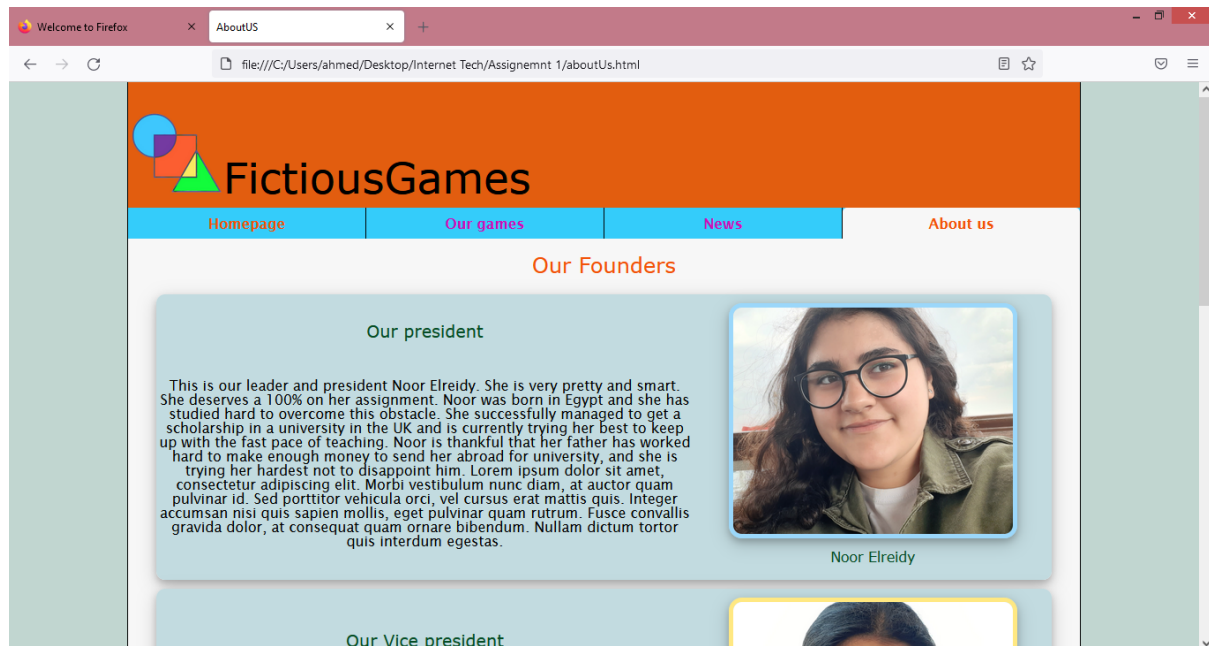 Welcome to Firefox
AboutUS
file:///C:/Users/ahmed/Desktop/Internet Tech/Assignemnt 1/aboutUs.html
FictiousGames
Homepage
Our games
News
About us
Our Founders
Our president
This is our leader and president Noor Elreidy. She is very pretty and smart.
She deserves a 100% on her assignment. Noor was born in Egypt and she has
studied hard to overcome this obstacle. She successfully managed to get a
scholarship in a university in the UK and is currently trying her best to keep
up with the fast pace of teaching. Noor is thankful that her father has worked
hard to make enough money to send her abroad for university, and she is
trying her hardest not to disappoint him. Lorem ipsum dolor sit amet,
consectetur adipiscing elit. Morbi vestibulum nunc diam, at auctor quam
pulvinar id. Sed porttitor vehicula orci, vel cursus erat mattis quis. Integer
accumsan nisi quis sapien mollis, eget pulvinar quam rutrum. Fusce convallis
gravida dolor, at consequat quam ornare bibendum. Nullam dictum tortor
quis interdum egestas.
Noor Elreidy
Our Vice president